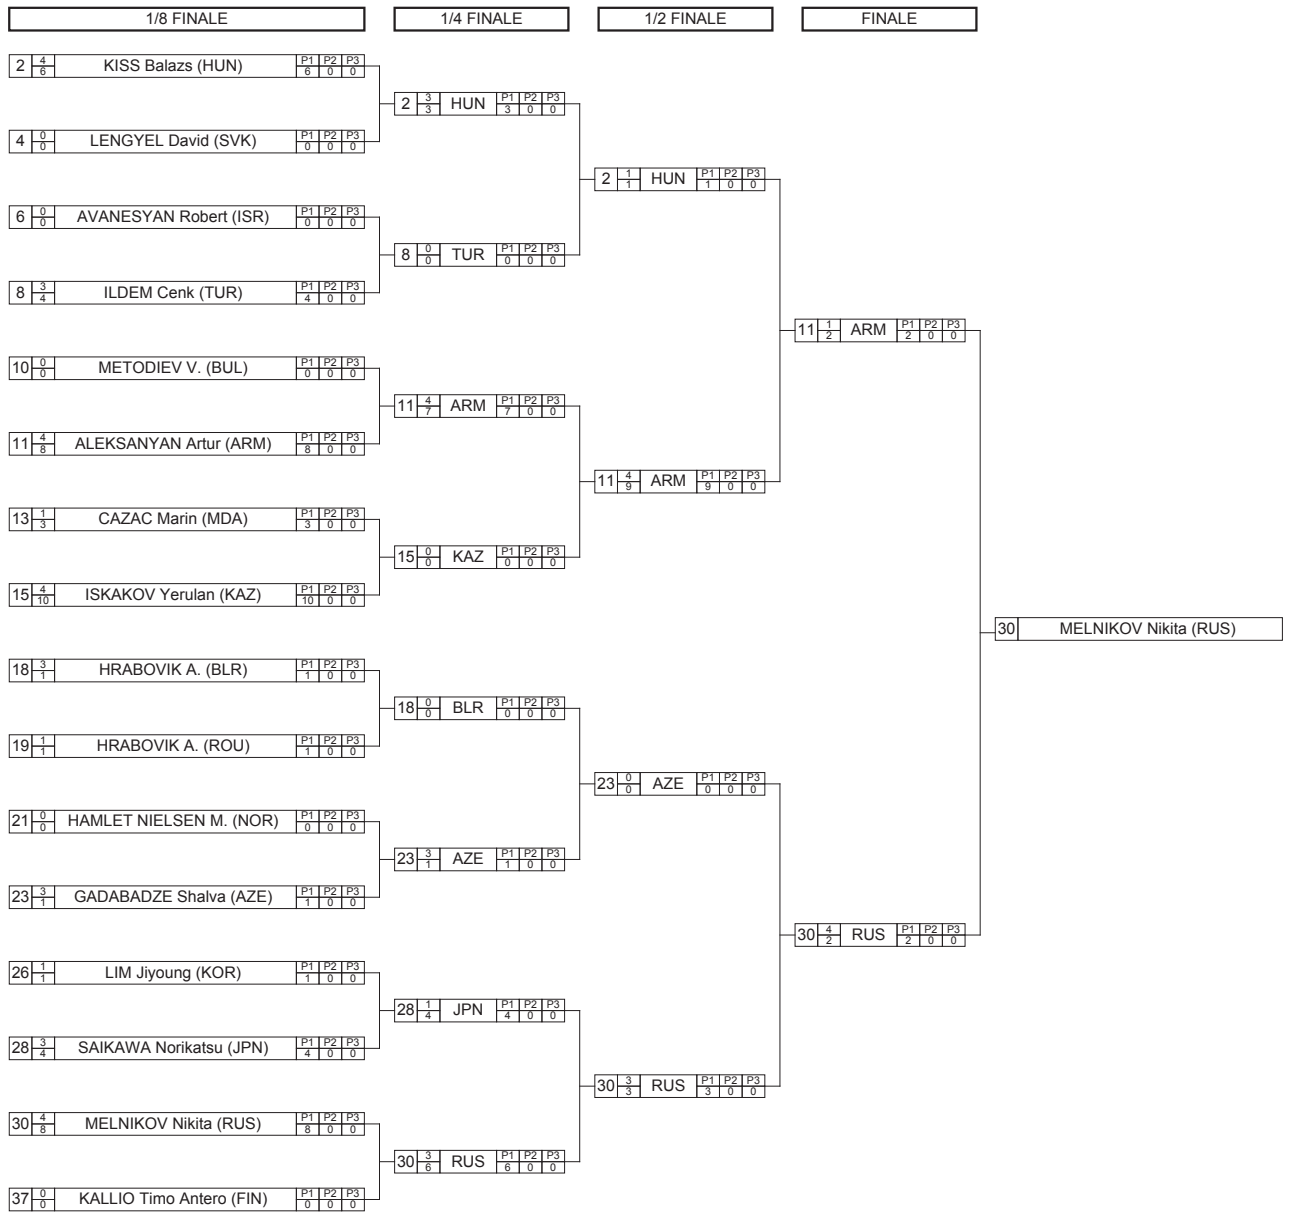 1/8 FINALE 1/4 FINALE 1/2 FINALE FINALE
2 4 6 KISS Balazs (HUN) P1 P2 P3 6 0 0
2 3 3 HUN P1 P2 P3 3 0 0
4 0 0 LENGYEL David (SVK) P1 P2 P3 0 0 0
2 1 1 HUN P1 P2 P3 1 0 0
6 0 0 AVANESYAN Robert (ISR) P1 P2 P3 0 0 0
8 0 0 TUR P1 P2 P3 0 0 0
8 3 4 ILDEM Cenk (TUR) P1 P2 P3 4 0 0
11 1 2 ARM P1 P2 P3 2 0 0
10 0 0 METODIEV V. (BUL) P1 P2 P3 0 0 0
11 4 7 ARM P1 P2 P3 7 0 0
11 4 8 ALEKSANYAN Artur (ARM) P1 P2 P3 8 0 0
11 4 9 ARM P1 P2 P3 9 0 0
13 1 3 CAZAC Marin (MDA) P1 P2 P3 3 0 0
15 0 0 KAZ P1 P2 P3 0 0 0
15 4 10 ISKAKOV Yerulan (KAZ) P1 P2 P3 10 0 0
30 MELNIKOV Nikita (RUS)
18 3 1 HRABOVIK A. (BLR) P1 P2 P3 1 0 0
18 0 0 BLR P1 P2 P3 0 0 0
19 1 1 HRABOVIK A. (ROU) P1 P2 P3 1 0 0
23 0 0 AZE P1 P2 P3 0 0 0
21 0 0 HAMLET NIELSEN M. (NOR) P1 P2 P3 0 0 0
23 3 1 AZE P1 P2 P3 1 0 0
23 3 1 GADABADZE Shalva (AZE) P1 P2 P3 1 0 0
30 4 2 RUS P1 P2 P3 2 0 0
26 1 1 LIM Jiyoung (KOR) P1 P2 P3 1 0 0
28 1 4 JPN P1 P2 P3 4 0 0
28 3 4 SAIKAWA Norikatsu (JPN) P1 P2 P3 4 0 0
30 3 3 RUS P1 P2 P3 3 0 0
30 4 8 MELNIKOV Nikita (RUS) P1 P2 P3 8 0 0
30 3 6 RUS P1 P2 P3 6 0 0
37 0 0 KALLIO Timo Antero (FIN) P1 P2 P3 0 0 0